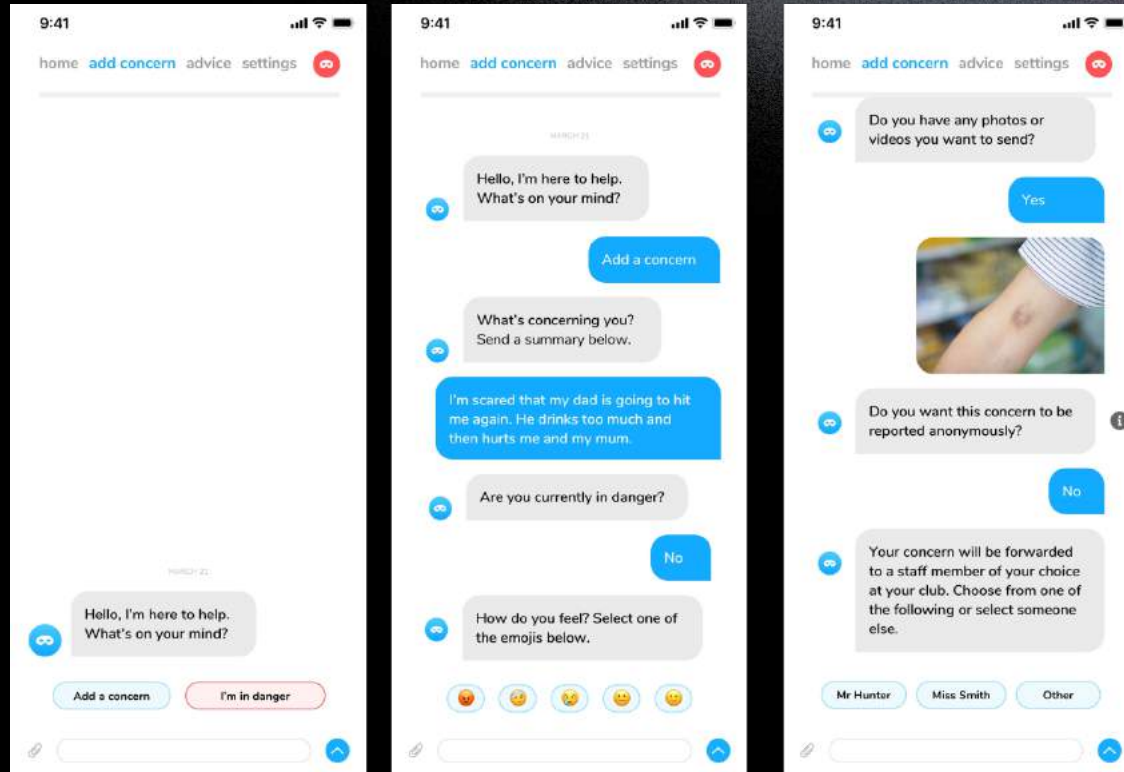 9:41
home add concern advice settings
MARCH 21
Hello, I'm here to help.
What's on your mind?
Add a concern
I'm in danger
9:41
home add concern advice settings
MARCH 21
Hello, I'm here to help.
What's on your mind?
Add a concern
What's concerning you?
Send a summary below.
I'm scared that my dad is going to hit
me again. He drinks too much and
then hurts me and my mum.
Are you currently in danger?
No
How do you feel? Select one of
the emojis below.
9:41
home add concern advice settings
Do you have any photos or
videos you want to send?
Yes
Do you want this concern to be
reported anonymously?
No
Your concern will be forwarded
to a staff member of your choice
at your club. Choose from one of
the following or select someone
else.
Mr Hunter
Miss Smith
Other